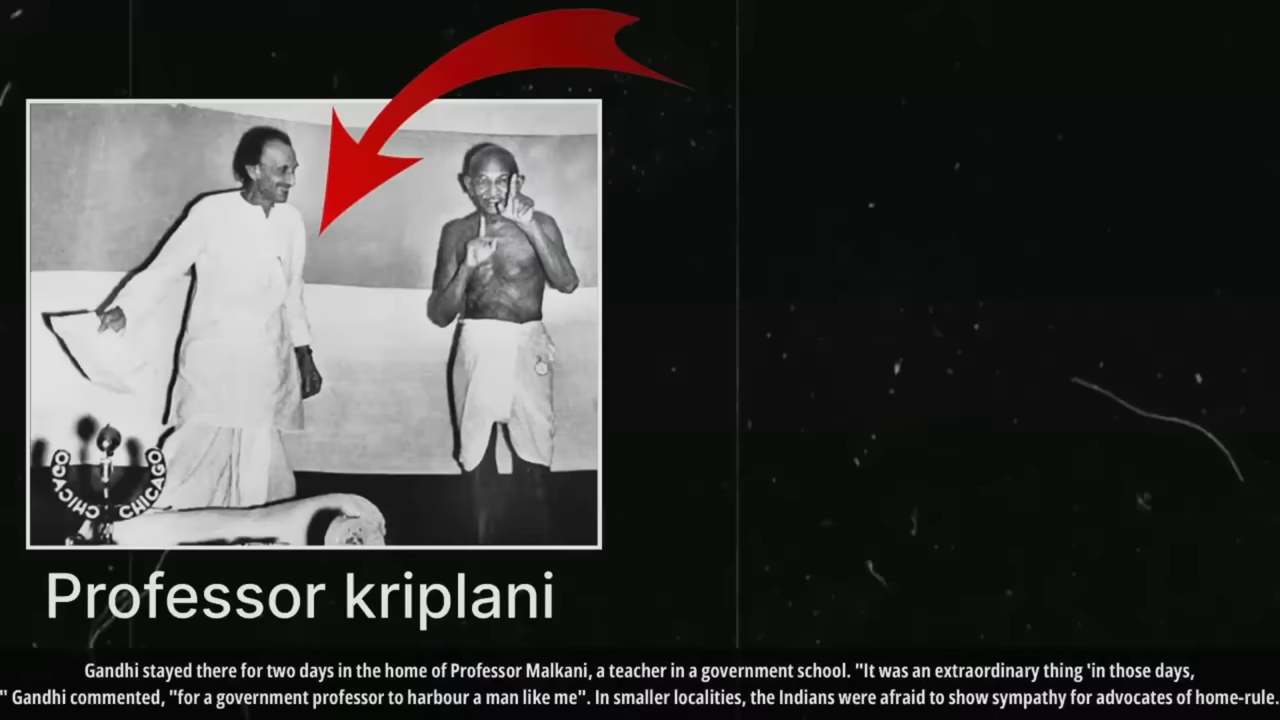 CHICAGO CHICAGO
Professor kriplani
Gandhi stayed there for two days in the home of Professor Malkani, a teacher in a government school. "It was an extraordinary thing 'in those days,
" Gandhi commented, "for a government professor to harbour a man like me". In smaller localities, the Indians were afraid to show sympathy for advocates of home-rule.